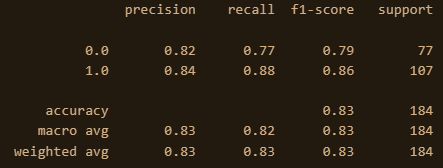 precision recall f1-score support
0.0 0.82 0.77 0.79 77
1.0 0.84 0.88 0.86 107
accuracy 0.83 184
macro avg 0.83 0.82 0.83 184
weighted avg 0.83 0.83 0.83 184